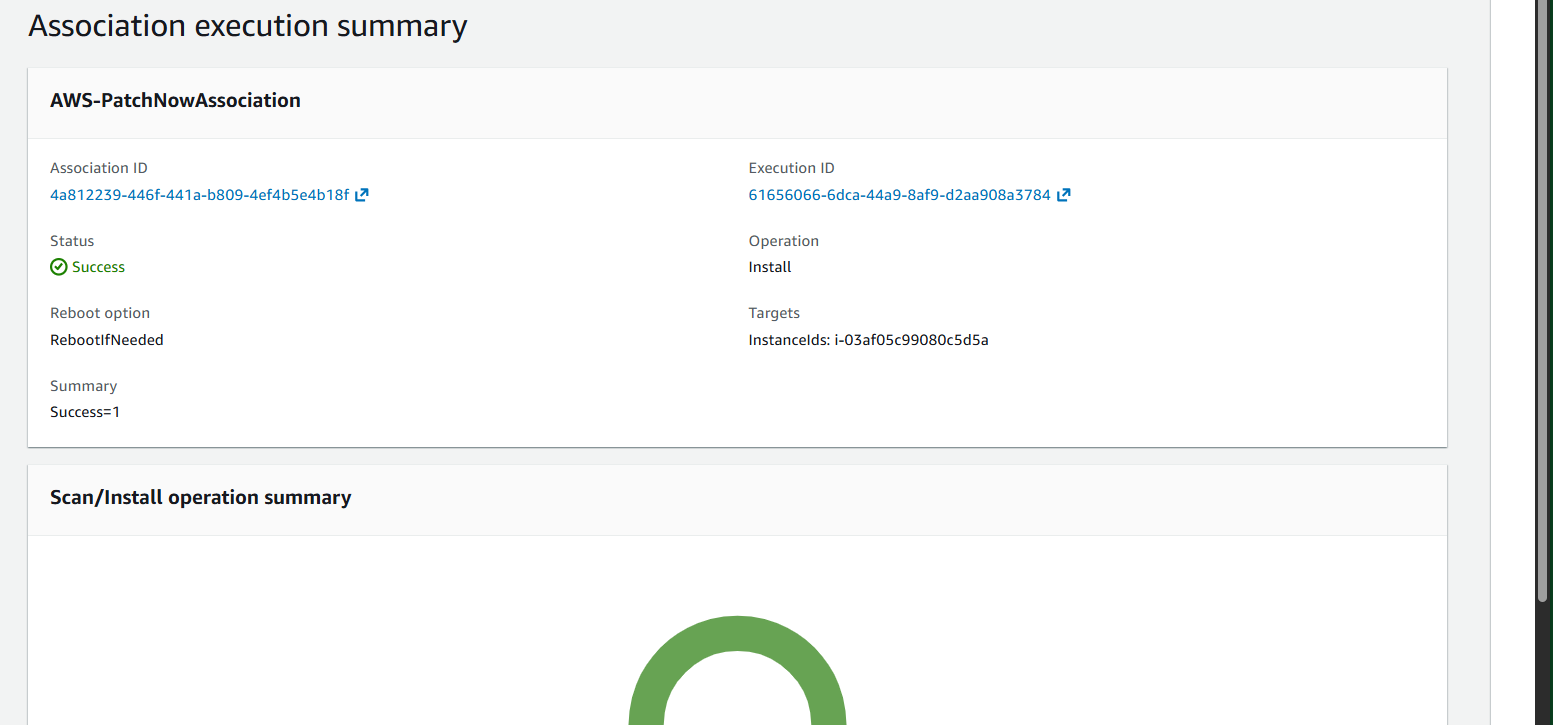 Association execution summary
AWS-PatchNowAssociation
Association ID
4a812239-446f-441a-b809-4ef4b5e4b18f
Execution ID
61656066-6dca-44a9-8af9-d2aa908a3784
Status
Success
Operation
Install
Reboot option
RebootIfNeeded
Targets
InstanceIds: i-03af05c99080c5d5a
Summary
Success=1
Scan/Install operation summary